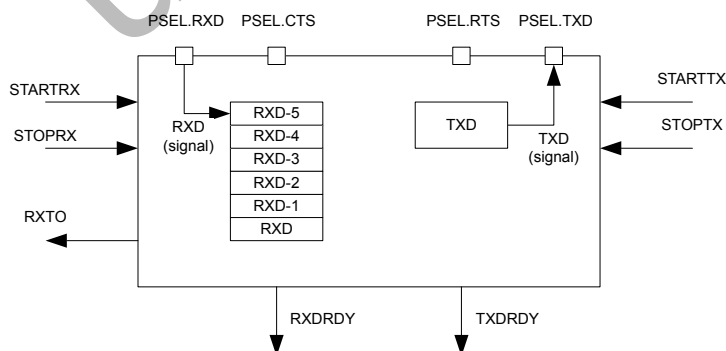 PSEL.RXD PSEL.CTS PSEL.RTS PSEL.TXD
STARTRX
STOPRX
RXTO
RXD
(signal)
RXD-5
RXD-4
RXD-3
RXD-2
RXD-1
RXD
TXD
TXD
(signal)
STARTTX
STOPTX
RXDRDY
TXDRDY